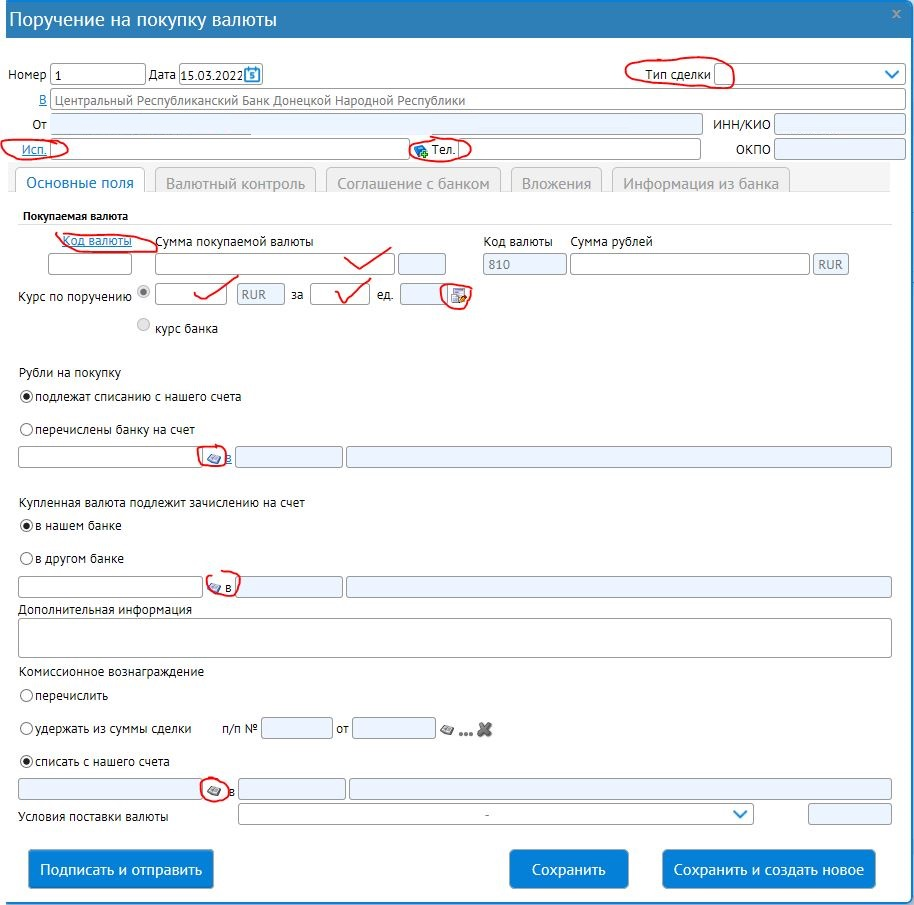 Поручение на покупку валюты x
Номер 1 Дата 15.03.2022 5 Тип сделки
В Центральный Республиканский Банк Донецкой Народной Республики
От ИНН/КИО
Исп. Тел. ОКПО
Основные поля Валютный контроль Соглашение с банком Вложения Информация из банка
Покупаемая валюта
Код валюты Сумма покупаемой валюты Код валюты Сумма рублей
810 RUR
Курс по поручению RUR за ед.
курс банка
Рубли на покупку
подлежат списанию с нашего счета
перечислены банку на счет
в
Купленная валюта подлежит зачислению на счет
в нашем банке
в другом банке
в
Дополнительная информация
Комиссионное вознаграждение
перечислить
удержать из суммы сделки п/п № от ...
списать с нашего счета
в
Условия поставки валюты -
Подписать и отправить Сохранить Сохранить и создать новое